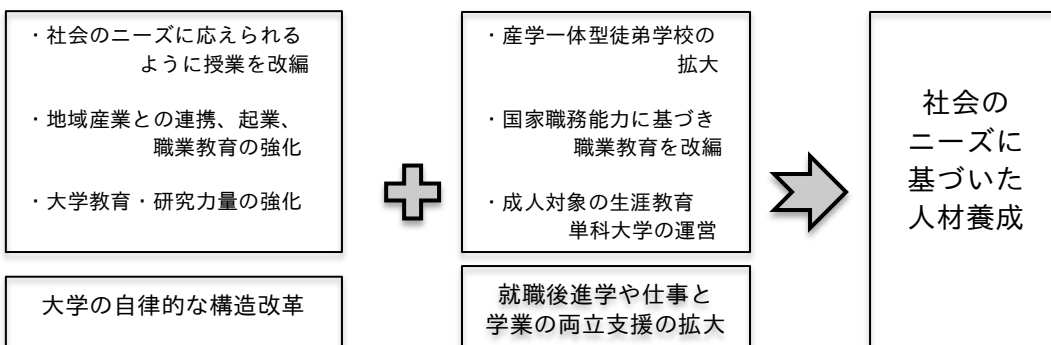 ・社会のニーズに応えられる
ように授業を改編
・地域産業との連携、起業、
職業教育の強化
・大学教育・研究力量の強化
大学の自律的な構造改革
・産学一体型徒弟学校の
拡大
・国家職務能力に基づき
職業教育を改編
・成人対象の生涯教育
単科大学の運営
就職後進学や仕事と
学業の両立支援の拡大
社会の
ニーズに
基づいた
人材養成